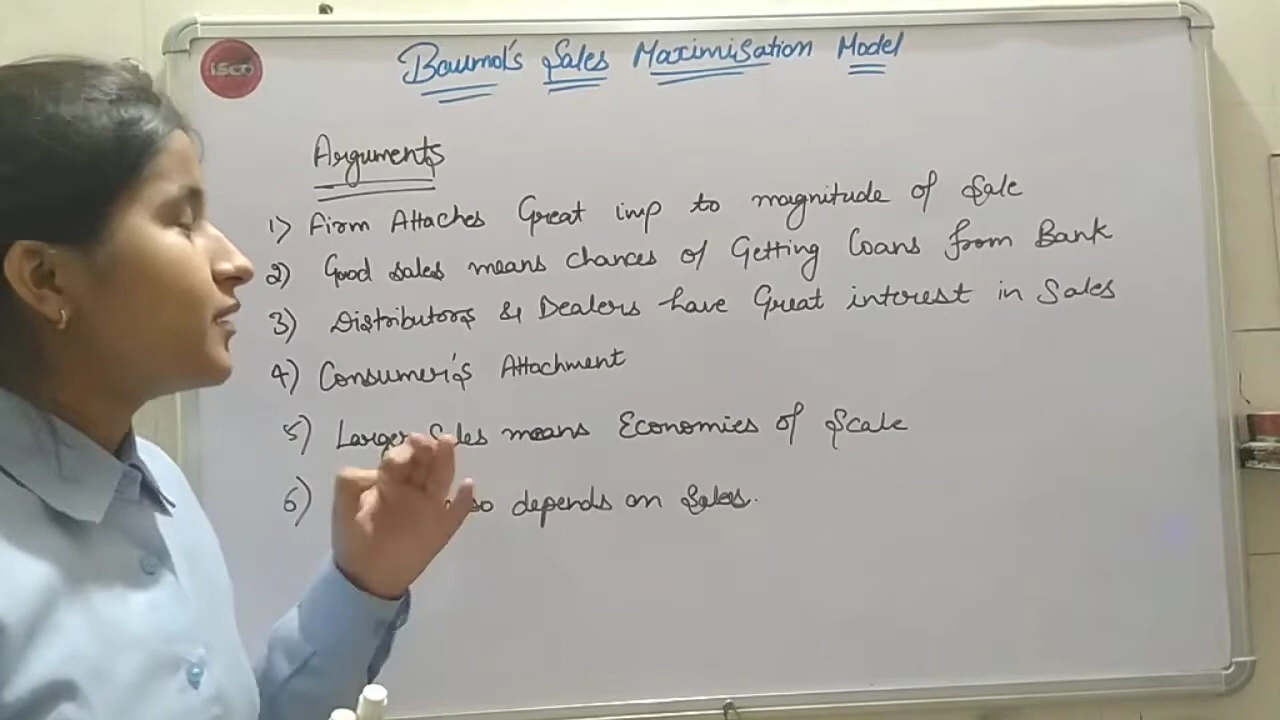 iSCO
Baumol's Sales Maximisation Model
Arguments
1) Firm Attaches Great imp to magnitude of Sale
2) Good Sales means chances of Getting Loans from Bank
3) Distributors & Dealers have Great interest in Sales
4) Consumer's Attachment
5) Larger Sales means Economies of Scale
6) depends on Sales.